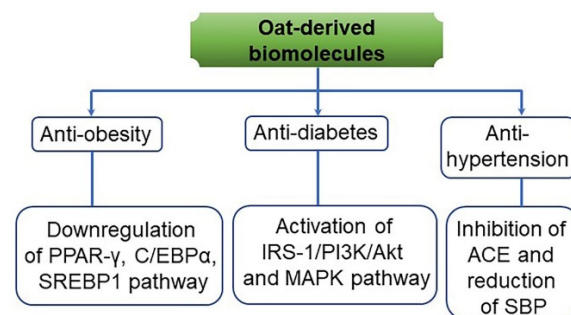 Oat-derived
biomolecules
Anti-obesity
Anti-diabetes
Anti-
hypertension
Downregulation
of PPAR-γ, C/EBPα,
SREBP1 pathway
Activation of
IRS-1/PI3K/Akt
and MAPK pathway
Inhibition of
ACE and
reduction
of SBP